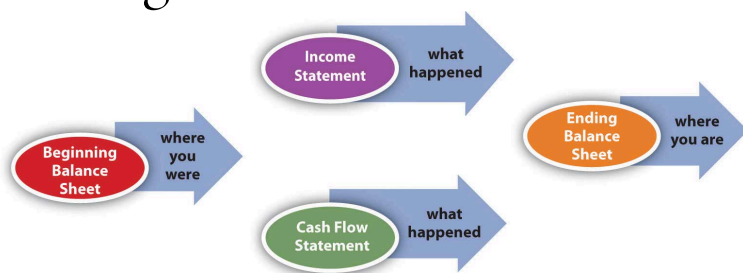 Beginning
Balance
Sheet
where
you
were
Income
Statement
what
happened
Cash Flow
Statement
what
happened
Ending
Balance
Sheet
where
you are